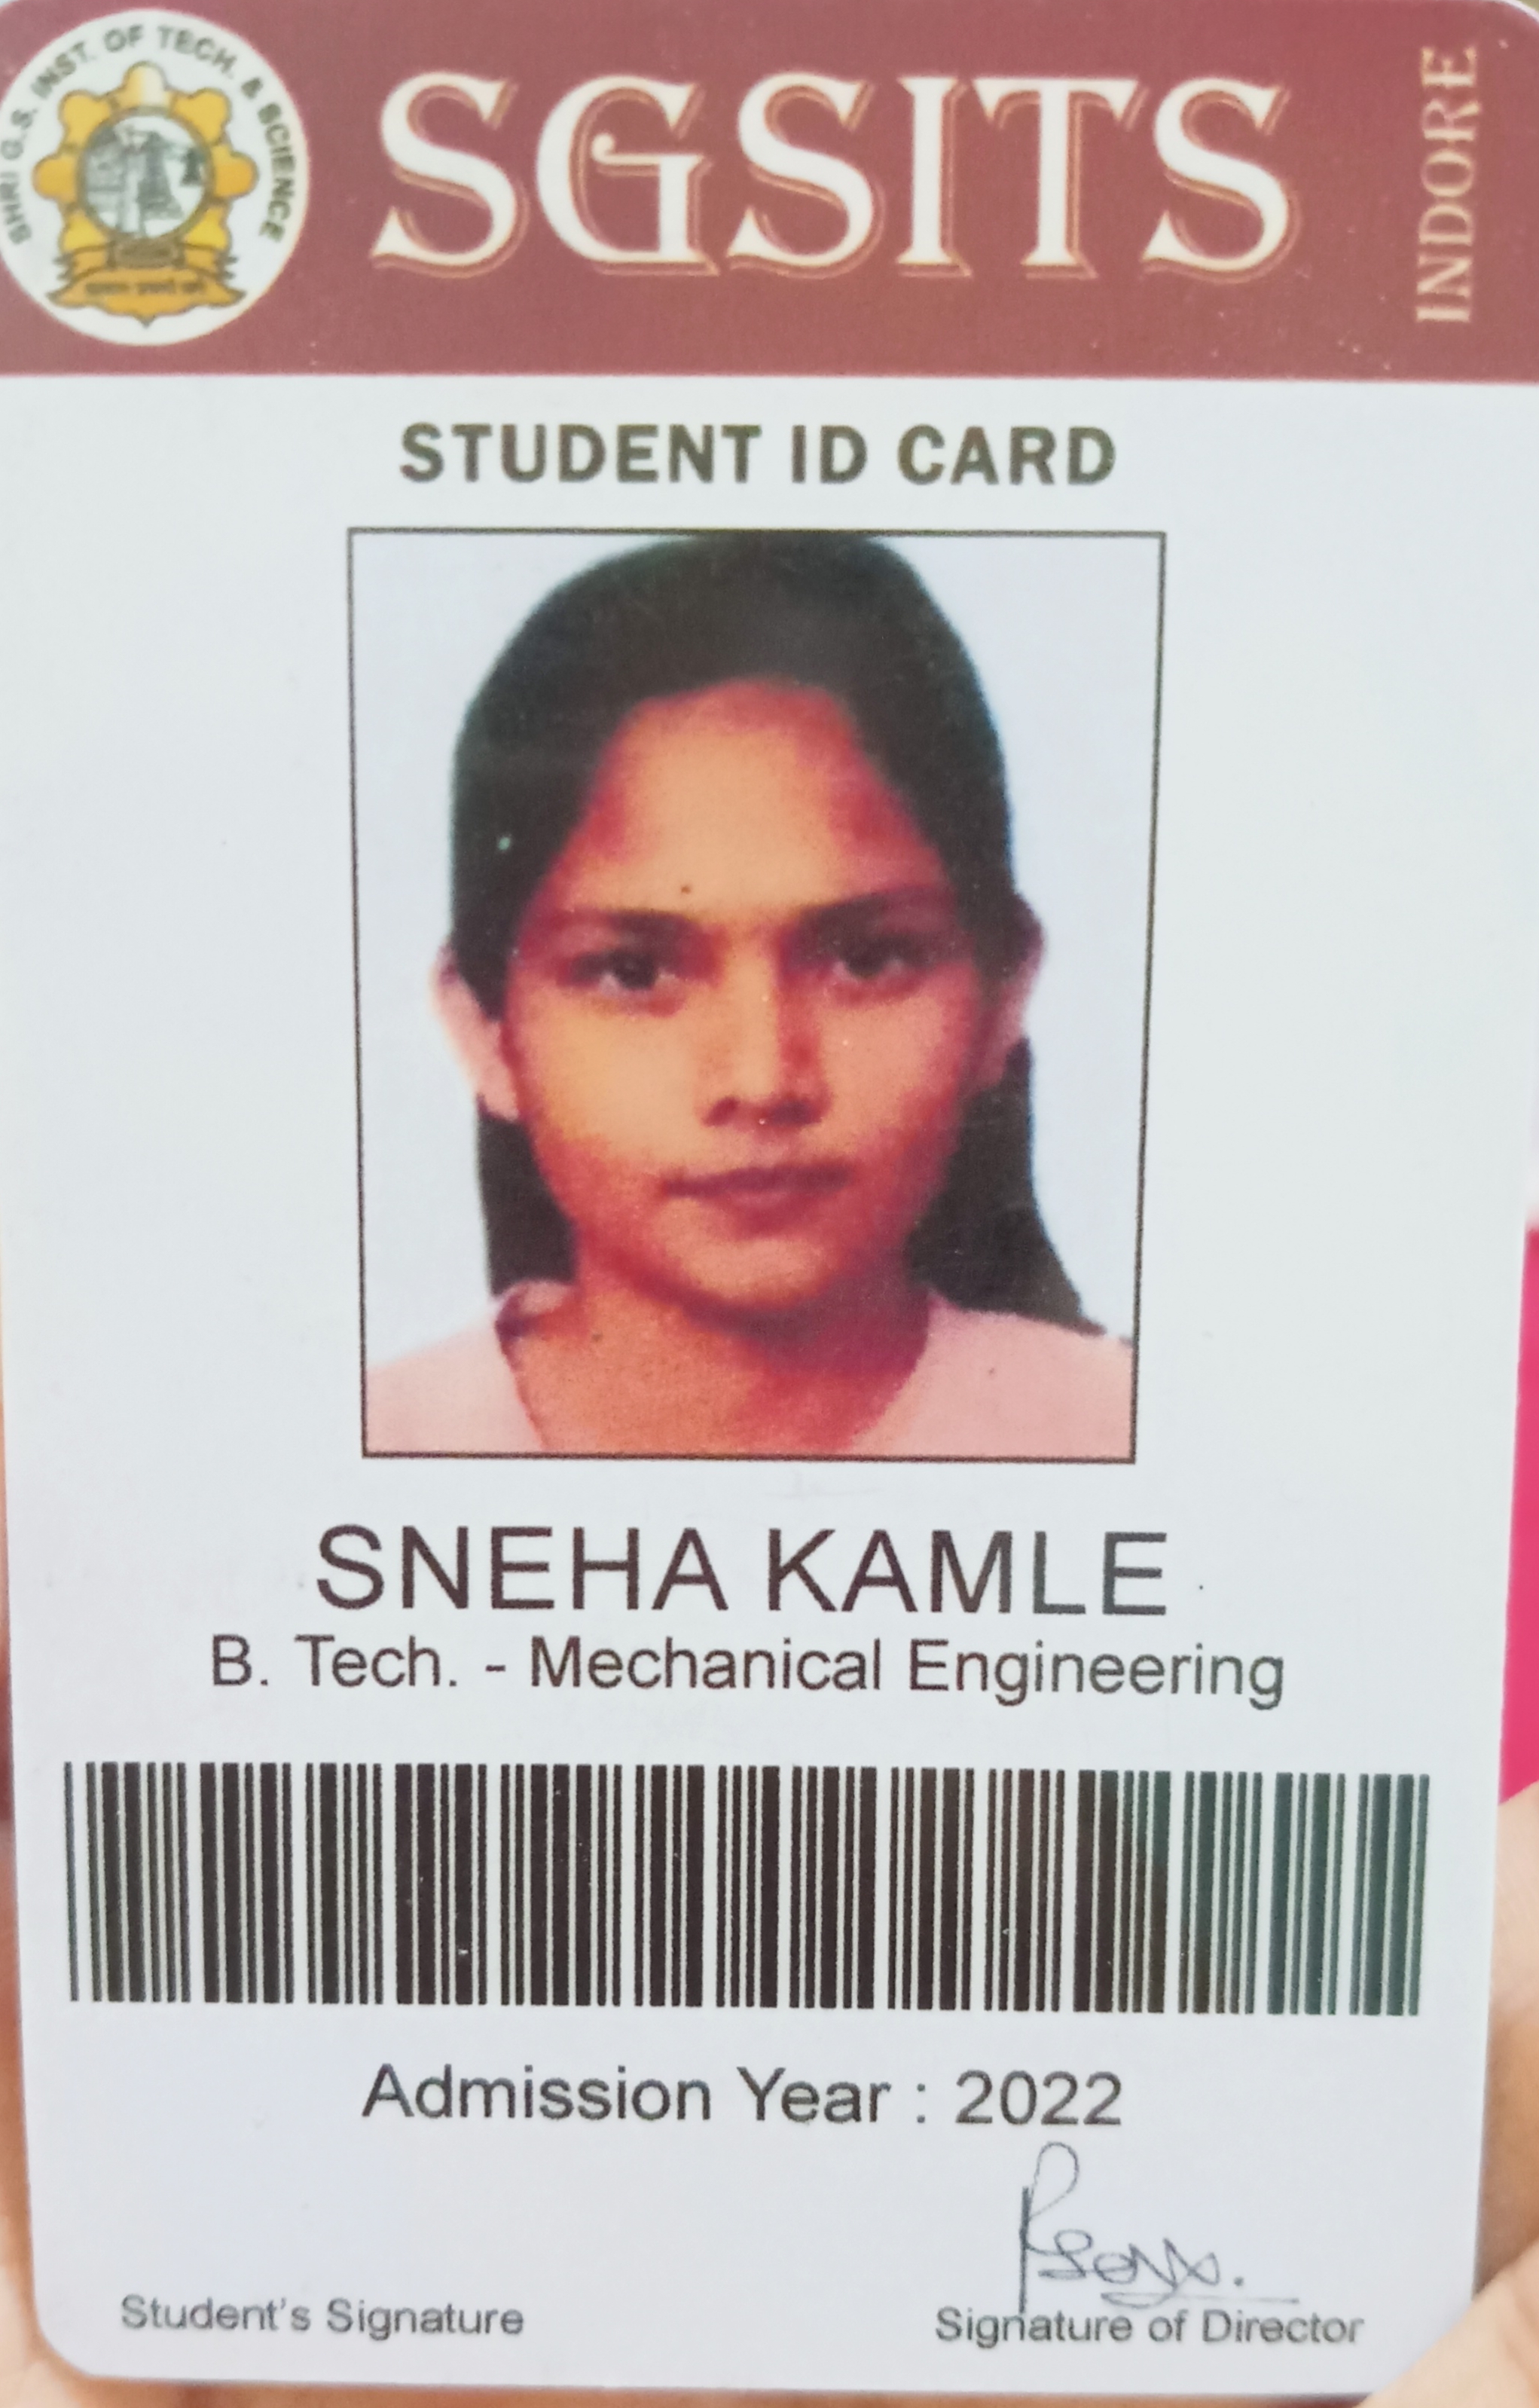 SHRI G.S. INST. OF TECH. & SCIENCE
SGSITS
INDORE
STUDENT ID CARD
SNEHA KAMLE
B. Tech. - Mechanical Engineering
Admission Year : 2022
Student's Signature
Signature of Director